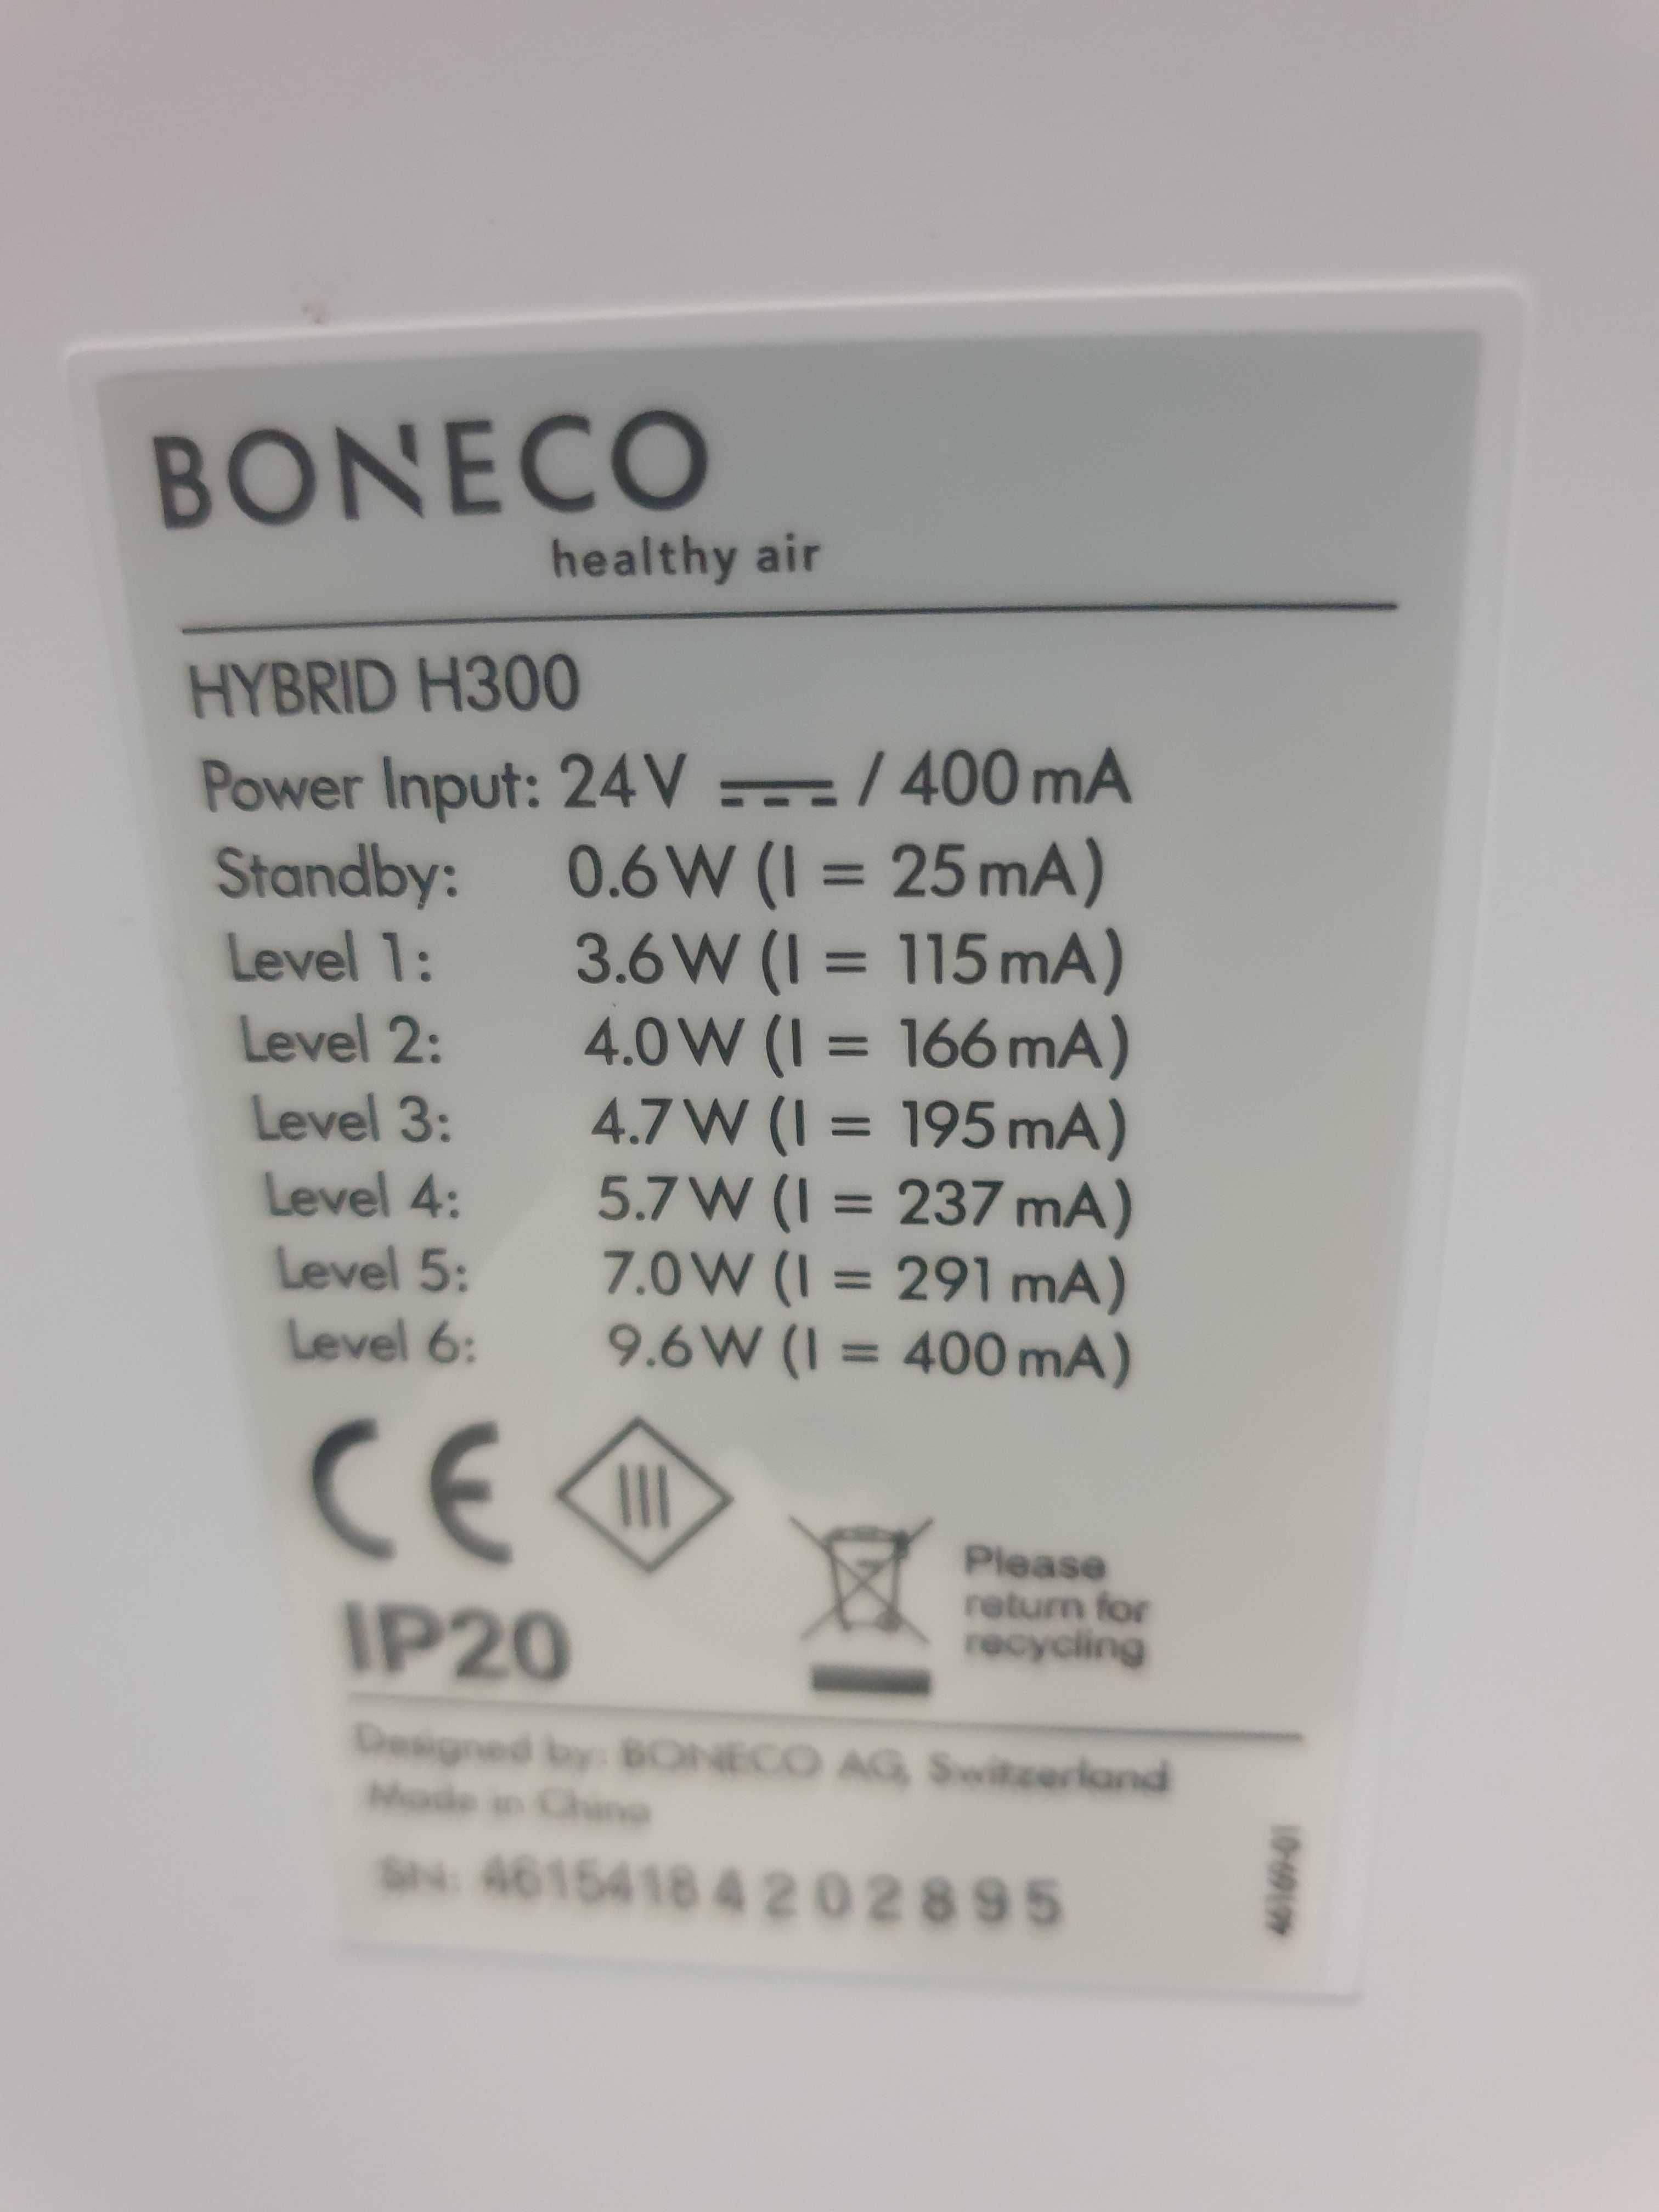 BONECO
healthy air
HYBRID H300
Power Input: 24V ⎓ / 400mA
Standby: 0.6W (I = 25mA)
Level 1: 3.6W (I = 115mA)
Level 2: 4.0W (I = 166mA)
Level 3: 4.7W (I = 195mA)
Level 4: 5.7W (I = 237mA)
Level 5: 7.0W (I = 291mA)
Level 6: 9.6W (I = 400mA)
CE III
Please
return for
recycling
IP20
Designed by: BONECO AG, Switzerland
Made in China
SN: 46154184202895
46169-01